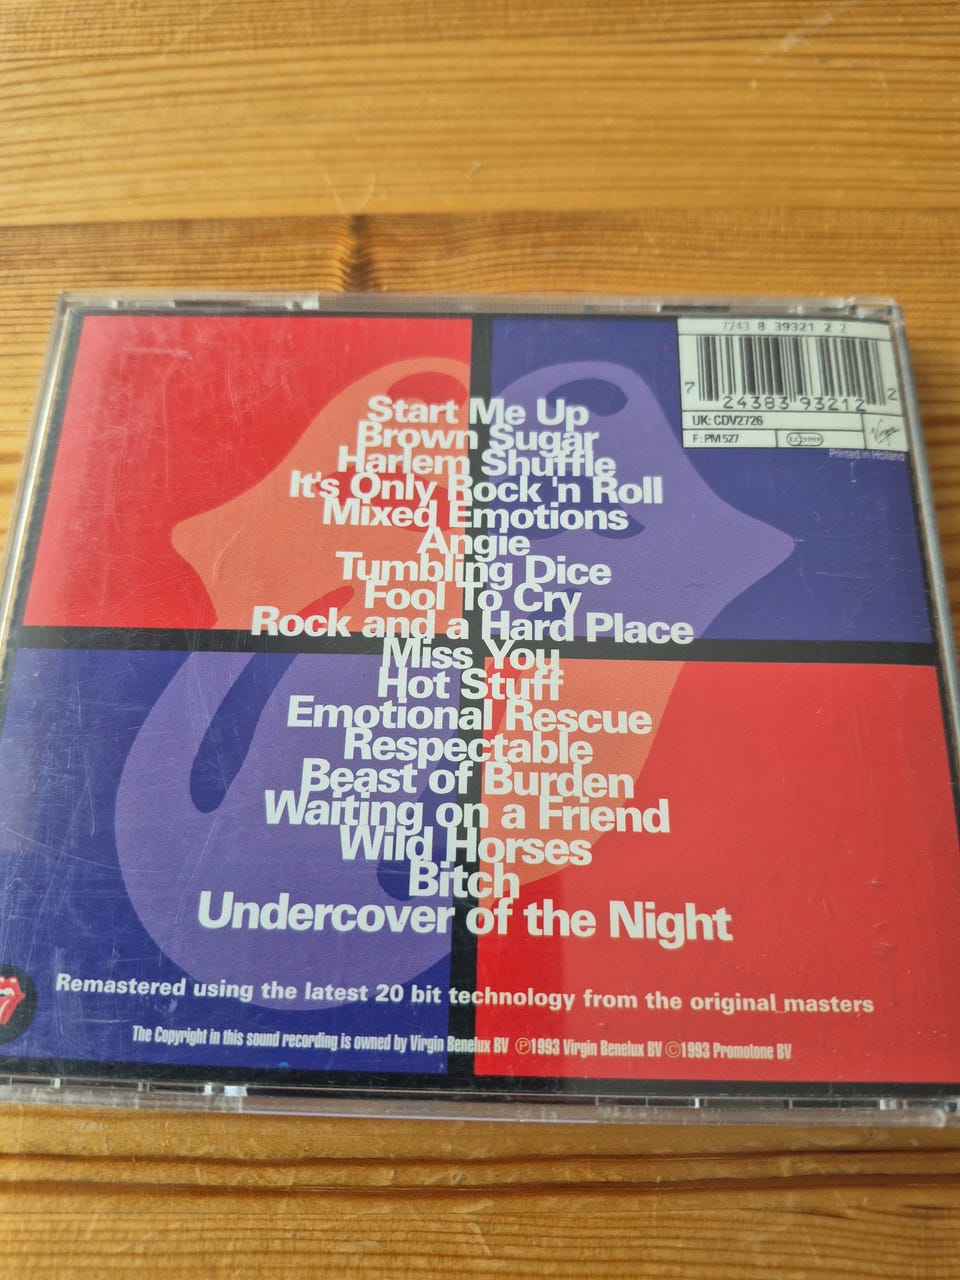 7243 8 39321 2 2
7 24383 93212 2
UK: CDV2726
F: PM 527
LC 3098
Virgin
Printed in Holland
Start Me Up
Brown Sugar
Harlem Shuffle
It's Only Rock 'n Roll
Mixed Emotions
Angie
Tumbling Dice
Fool To Cry
Rock and a Hard Place
Miss You
Hot Stuff
Emotional Rescue
Respectable
Beast of Burden
Waiting on a Friend
Wild Horses
Bitch
Undercover of the Night
Remastered using the latest 20 bit technology from the original masters
The Copyright in this sound recording is owned by Virgin Benelux BV ℗1993 Virgin Benelux BV ©1993 Promotone BV